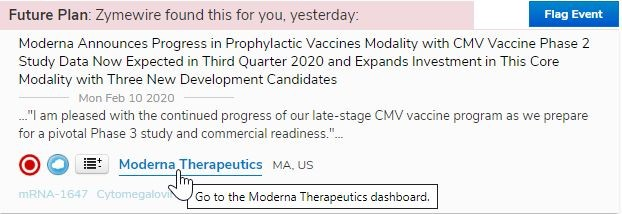 Future Plan: Zymewire found this for you, yesterday:
Flag Event
Moderna Announces Progress in Prophylactic Vaccines Modality with CMV Vaccine Phase 2
Study Data Now Expected in Third Quarter 2020 and Expands Investment in This Core
Modality with Three New Development Candidates
Mon Feb 10 2020
..."I am pleased with the continued progress of our late-stage CMV vaccine program as we prepare
for a pivotal Phase 3 study and commercial readiness."...
Moderna Therapeutics MA, US
mRNA-1647
Go to the Moderna Therapeutics dashboard.